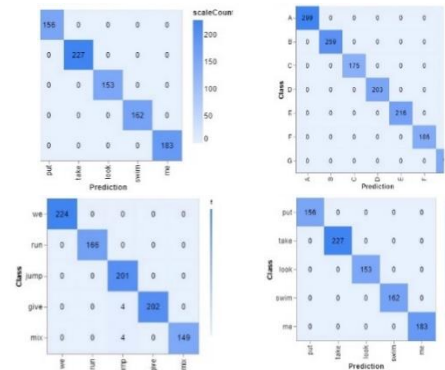 scaleCount
156 0 0 0 0 200
0 227 0 0 0 150
0 0 153 0 0 100
0 0 0 162 0 50
0 0 0 0 183 0
put take look swim me
Prediction
Class
A 0 0 0 0 0
B 0 259 0 0 0 0
C 0 0 175 0 0 0
D 0 0 0 203 0 0
E 0 0 0 0 216 0
F 0 0 0 0 0
G 0 0 0 0 0 0
A B C D E F
Prediction
Class
we 224 0 0 0 0
run 0 166 0 0 0
jump 0 0 201 0 0
give 0 0 4 202 0
mix 0 0 4 0 149
we run
Class
put 156 0 0 0 0
take 0 227 0 0 0
look 0 0 153 0 0
swim 0 0 0 162 0
me 0 0 0 0 183
put take look swim me
Prediction